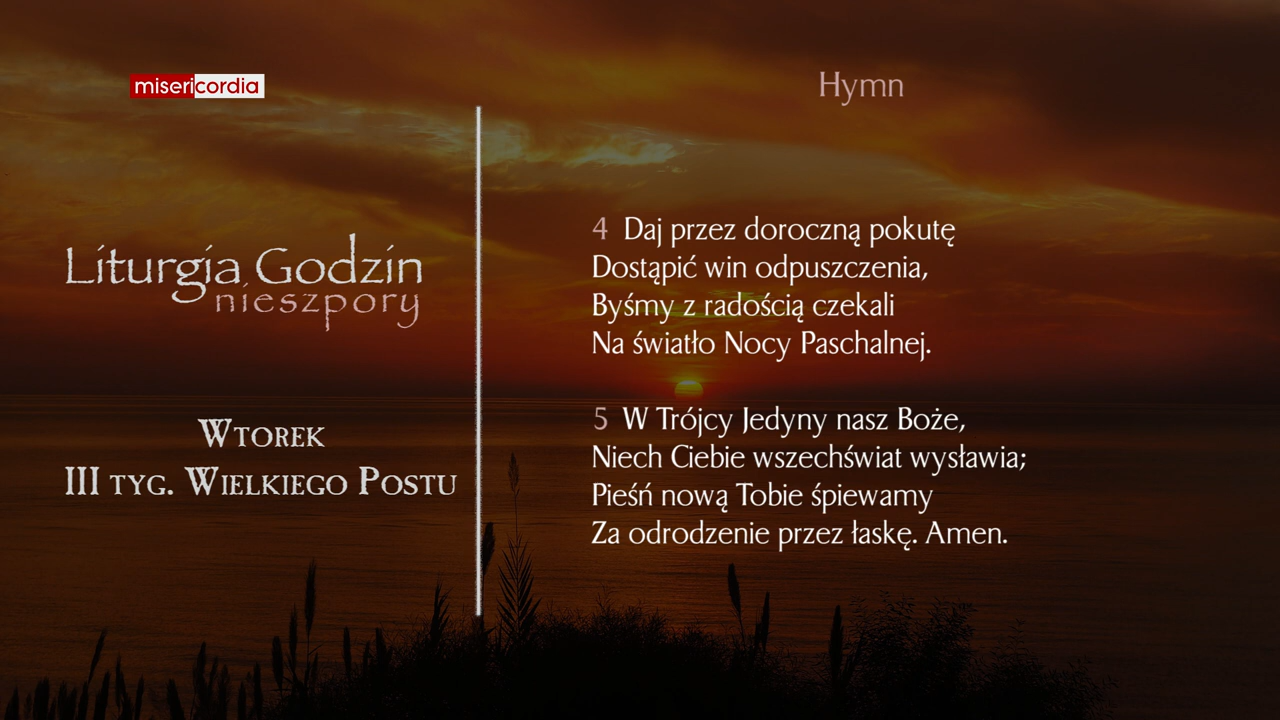 misericordia
Liturgia Godzin
nieszpory
Wtorek
III tyg. Wielkiego Postu
Hymn
4 Daj przez doroczną pokutę
Dostąpić win odpuszczenia,
Byśmy z radością czekali
Na światło Nocy Paschalnej.
5 W Trójcy Jedyny nasz Boże,
Niech Ciebie wszechświat wysławia;
Pieśń nową Tobie śpiewamy
Za odrodzenie przez łaskę. Amen.